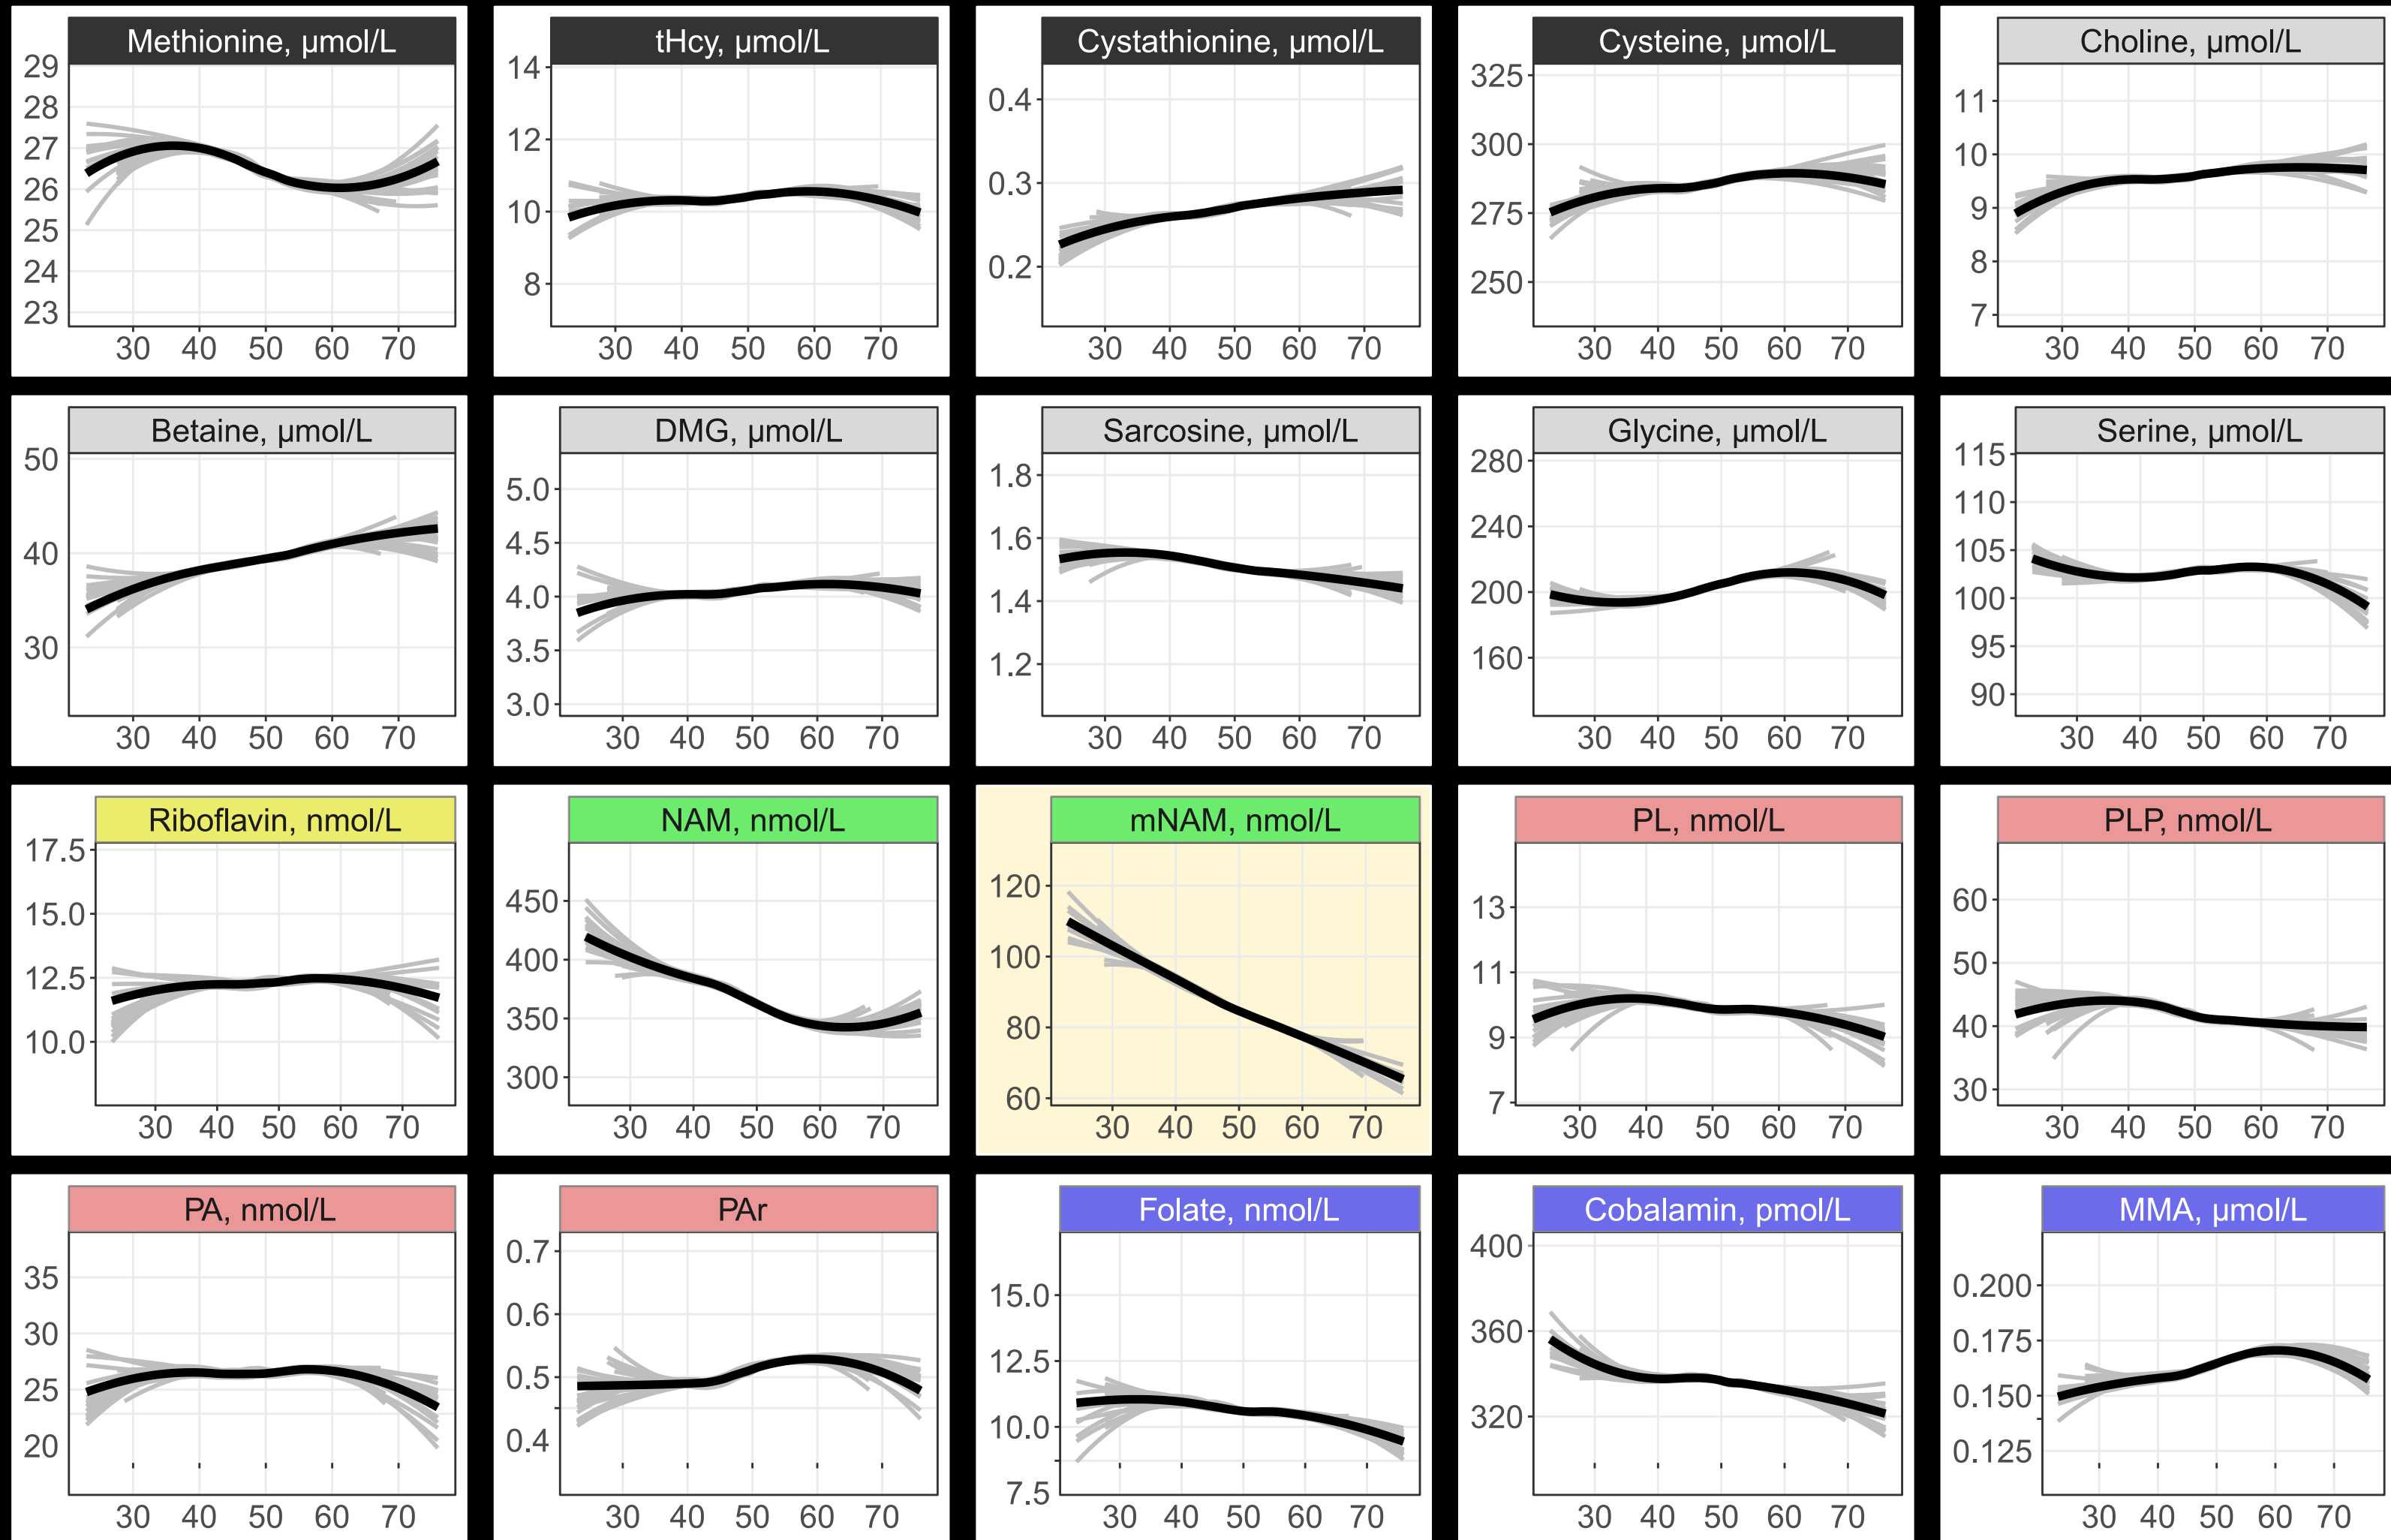 Methionine, µmol/L
29
28
27
26
25
24
23
30 40 50 60 70
tHcy, µmol/L
14
12
10
8
30 40 50 60 70
Cystathionine, µmol/L
0.4
0.3
0.2
30 40 50 60 70
Cysteine, µmol/L
325
300
275
250
30 40 50 60 70
Choline, µmol/L
11
10
9
8
7
30 40 50 60 70
Betaine, µmol/L
50
40
30
30 40 50 60 70
DMG, µmol/L
5.0
4.5
4.0
3.5
3.0
30 40 50 60 70
Sarcosine, µmol/L
1.8
1.6
1.4
1.2
30 40 50 60 70
Glycine, µmol/L
280
240
200
160
30 40 50 60 70
Serine, µmol/L
115
110
105
100
95
90
30 40 50 60 70
Riboflavin, nmol/L
17.5
15.0
12.5
10.0
30 40 50 60 70
NAM, nmol/L
450
400
350
300
30 40 50 60 70
mNAM, nmol/L
120
100
80
60
30 40 50 60 70
PL, nmol/L
13
11
9
7
30 40 50 60 70
PLP, nmol/L
60
50
40
30
30 40 50 60 70
PA, nmol/L
35
30
25
20
30 40 50 60 70
PAr
0.7
0.6
0.5
0.4
30 40 50 60 70
Folate, nmol/L
15.0
12.5
10.0
7.5
30 40 50 60 70
Cobalamin, pmol/L
400
360
320
30 40 50 60 70
MMA, µmol/L
0.200
0.175
0.150
0.125
30 40 50 60 70